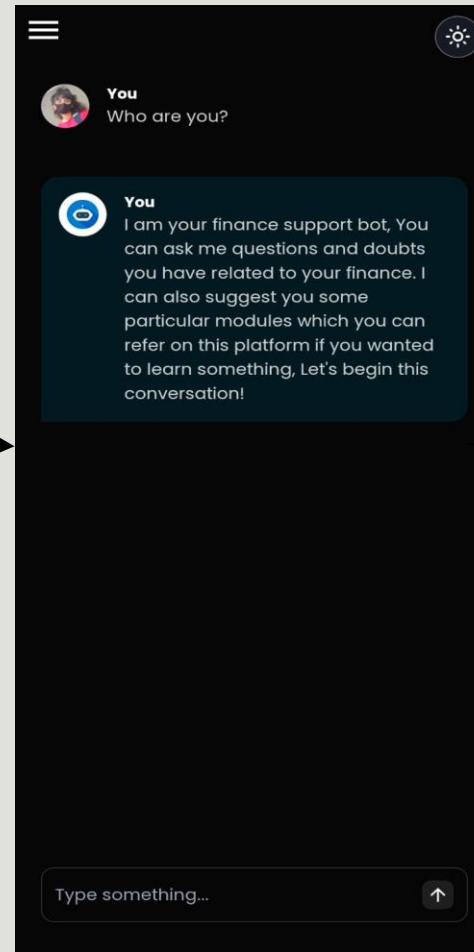 You
Who are you?
You
I am your finance support bot, You
can ask me questions and doubts
you have related to your finance. I
can also suggest you some
particular modules which you can
refer on this platform if you wanted
to learn something, Let's begin this
conversation!
Type something...